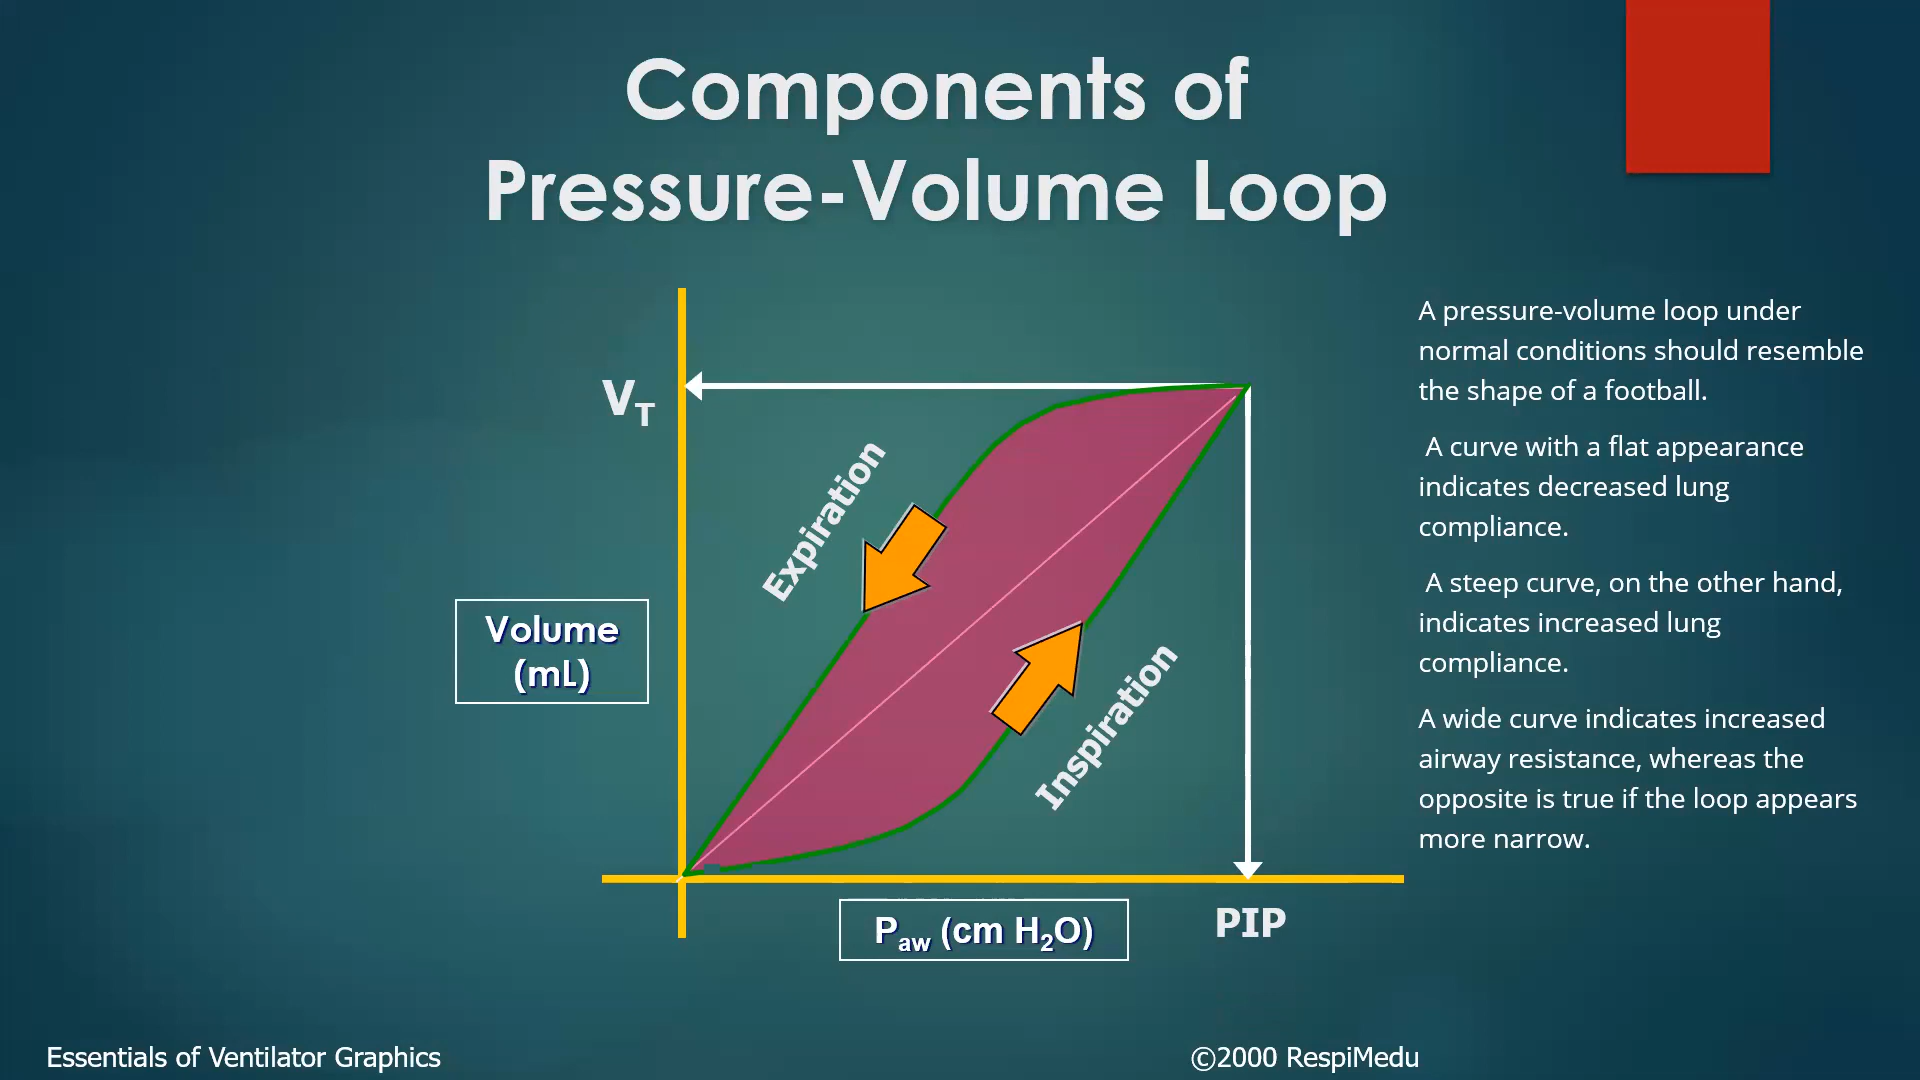 Components of
Pressure-Volume Loop
V_T
Expiration
Inspiration
Volume
(mL)
P_aw (cm H_2O)
PIP
A pressure-volume loop under
normal conditions should resemble
the shape of a football.
A curve with a flat appearance
indicates decreased lung
compliance.
A steep curve, on the other hand,
indicates increased lung
compliance.
A wide curve indicates increased
airway resistance, whereas the
opposite is true if the loop appears
more narrow.
Essentials of Ventilator Graphics
©2000 RespiMedu